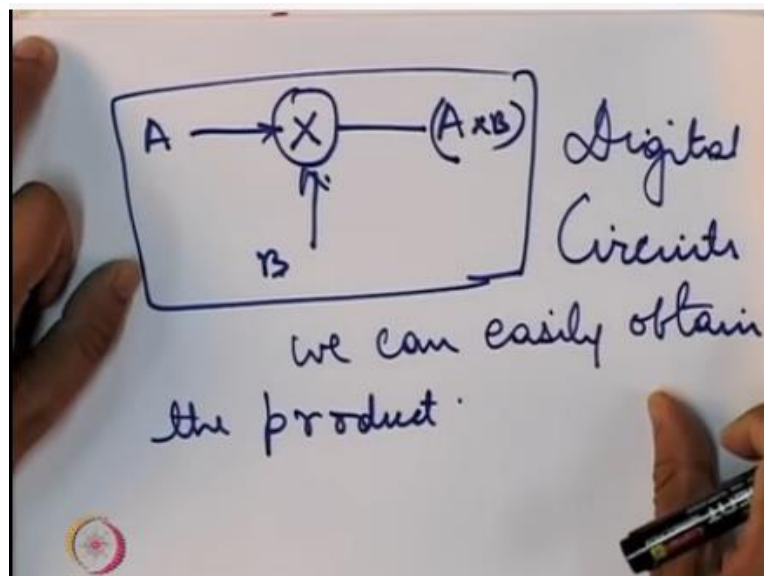 A X (A x B)
B
Digital
Circuits
we can easily obtain
the product.